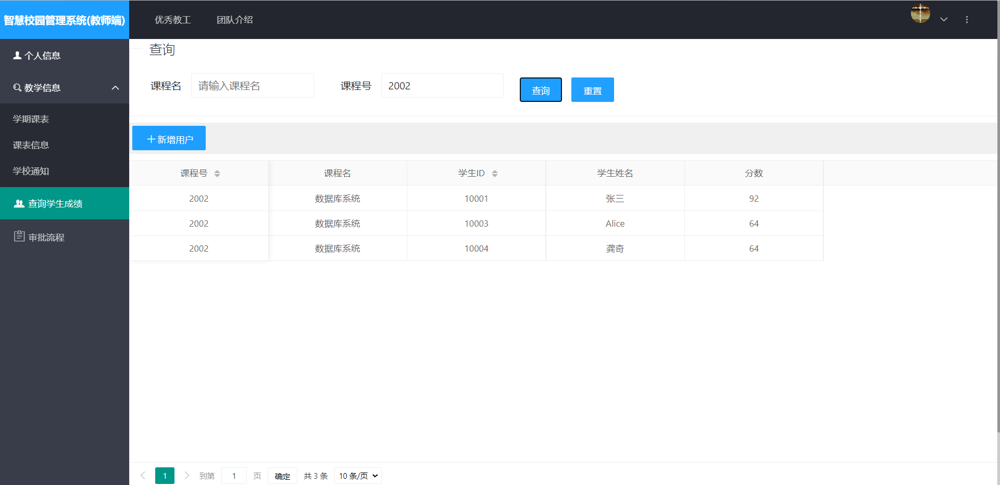 智慧校园管理系统(教师端)
优秀教工 团队介绍
个人信息
教学信息
学期课表
课表信息
学校通知
查询学生成绩
审批流程
查询
课程名 请输入课程名 课程号 2002 查询 重置
新增用户
课程号 课程名 学生ID 学生姓名 分数
2002 数据库系统 10001 张三 92
2002 数据库系统 10003 Alice 64
2002 数据库系统 10004 龚奇 64
1 到第 1 页 确定 共 3 条 10 条/页